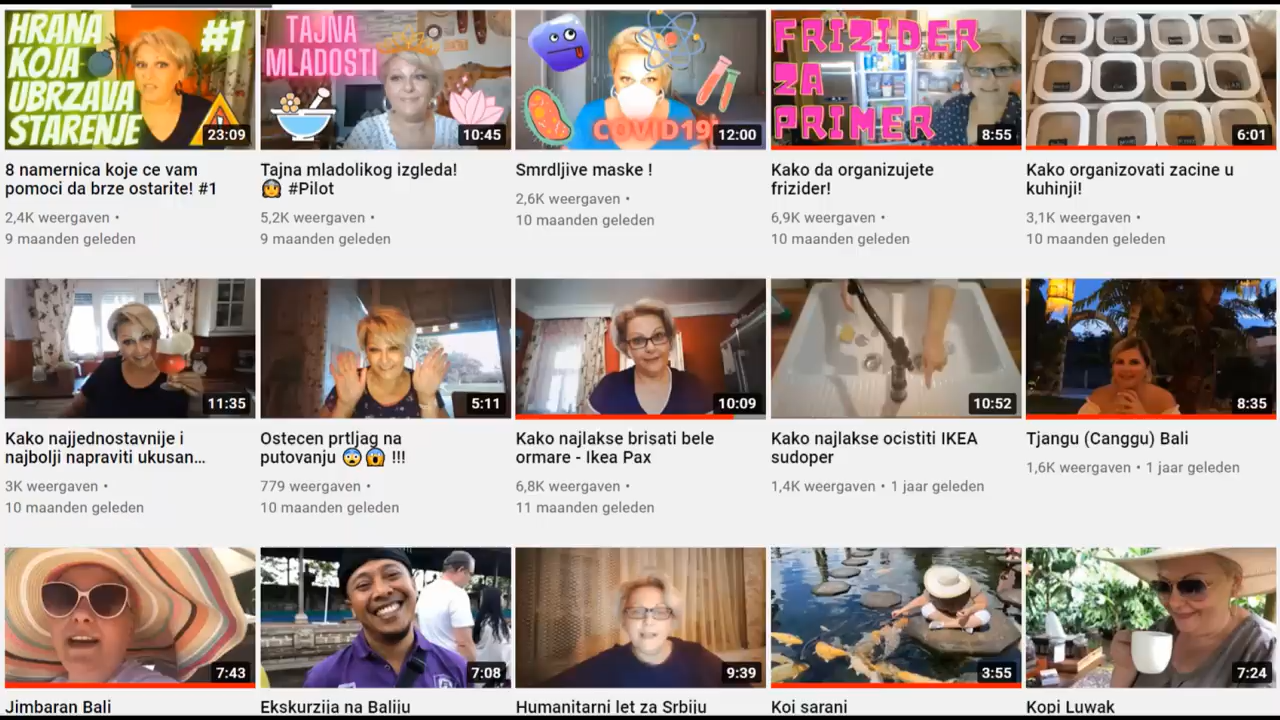 HRANA
KOJA
UBRZAVA
STARENJE
#1
23:09
TAJNA
MLADOSTI
10:45
COVID19
12:00
FRIZIDER
ZA
PRIMER
8:55
6:01
8 namernica koje ce vam
pomoci da brze ostarite! #1
2,4K weergaven •
9 maanden geleden
Tajna mladolikog izgleda!
👩‍🚀 #Pilot
5,2K weergaven •
9 maanden geleden
Smrdljive maske !
2,6K weergaven •
10 maanden geleden
Kako da organizujete
frizider!
6,9K weergaven •
10 maanden geleden
Kako organizovati zacine u
kuhinji!
3,1K weergaven •
10 maanden geleden
11:35
5:11
10:09
10:52
8:35
Kako najjednostavnije i
najbolji napraviti ukusan...
3K weergaven •
10 maanden geleden
Ostecen prtljag na
putovanju 😨😱 !!!
779 weergaven •
10 maanden geleden
Kako najlakse brisati bele
ormare - Ikea Pax
6,8K weergaven •
11 maanden geleden
Kako najlakse ocistiti IKEA
sudoper
1,4K weergaven • 1 jaar geleden
Tjangu (Canggu) Bali
1,6K weergaven • 1 jaar geleden
7:43
7:08
9:39
3:55
7:24
Jimbaran Bali
Ekskurzija na Baliju
Humanitarni let za Srbiju
Koi sarani
Kopi Luwak